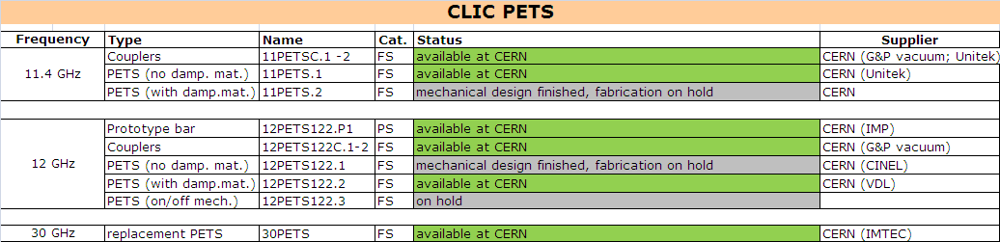 CLIC PETS
Frequency Type Name Cat. Status Supplier
11.4 GHz
Couplers 11PETSC.1 -2 FS available at CERN CERN (G&P vacuum; Unitek)
PETS (no damp. mat.) 11PETS.1 FS available at CERN CERN (Unitek)
PETS (with damp.mat.) 11PETS.2 FS mechanical design finished, fabrication on hold CERN
12 GHz
Prototype bar 12PETS122.P1 PS available at CERN CERN (IMP)
Couplers 12PETS122C.1-2 FS available at CERN CERN (G&P vacuum)
PETS (no damp. mat.) 12PETS122.1 FS mechanical design finished, fabrication on hold CERN (CINEL)
PETS (with damp.mat.) 12PETS122.2 FS available at CERN CERN (VDL)
PETS (on/off mech.) 12PETS122.3 FS on hold
30 GHz replacement PETS 30PETS FS available at CERN CERN (IMTEC)